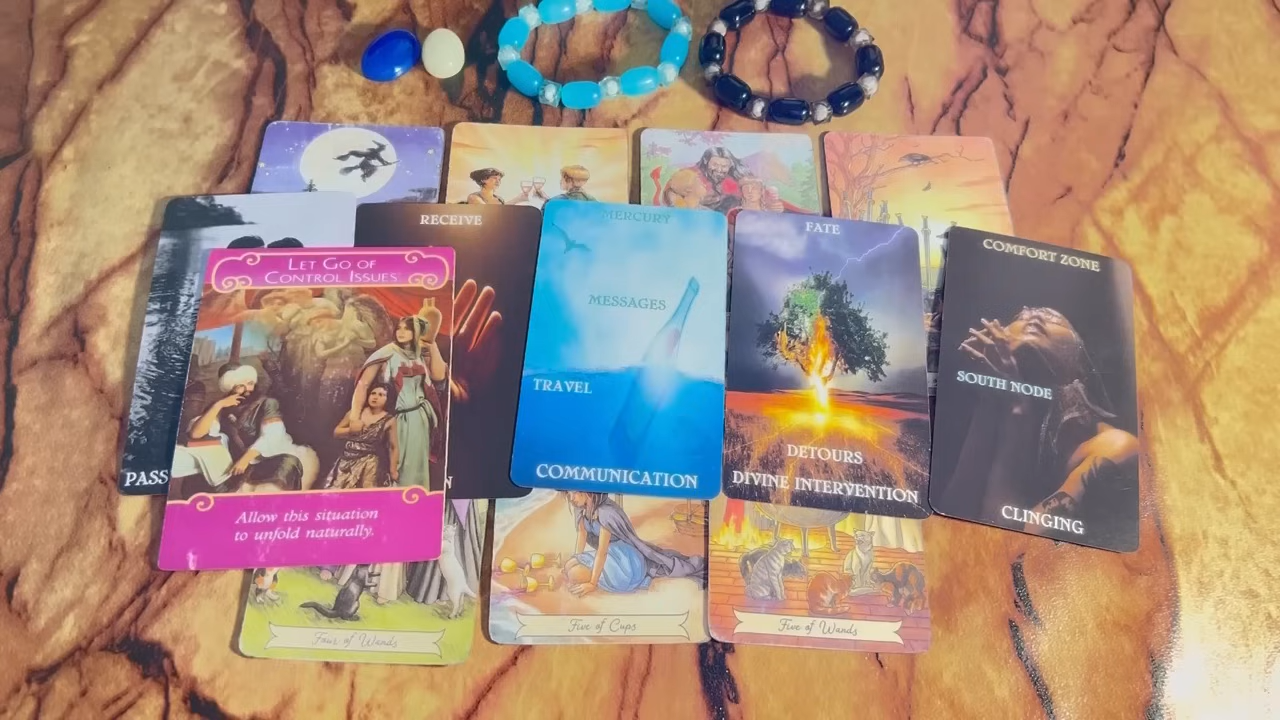 RECEIVE
MERCURY
FATE
COMFORT ZONE
LET GO OF
CONTROL ISSUES
MESSAGES
SOUTH NODE
TRAVEL
DETOURS
COMMUNICATION
DIVINE INTERVENTION
CLINGING
Allow this situation
to unfold naturally.
Four of Wands
Five of Cups
Five of Wands